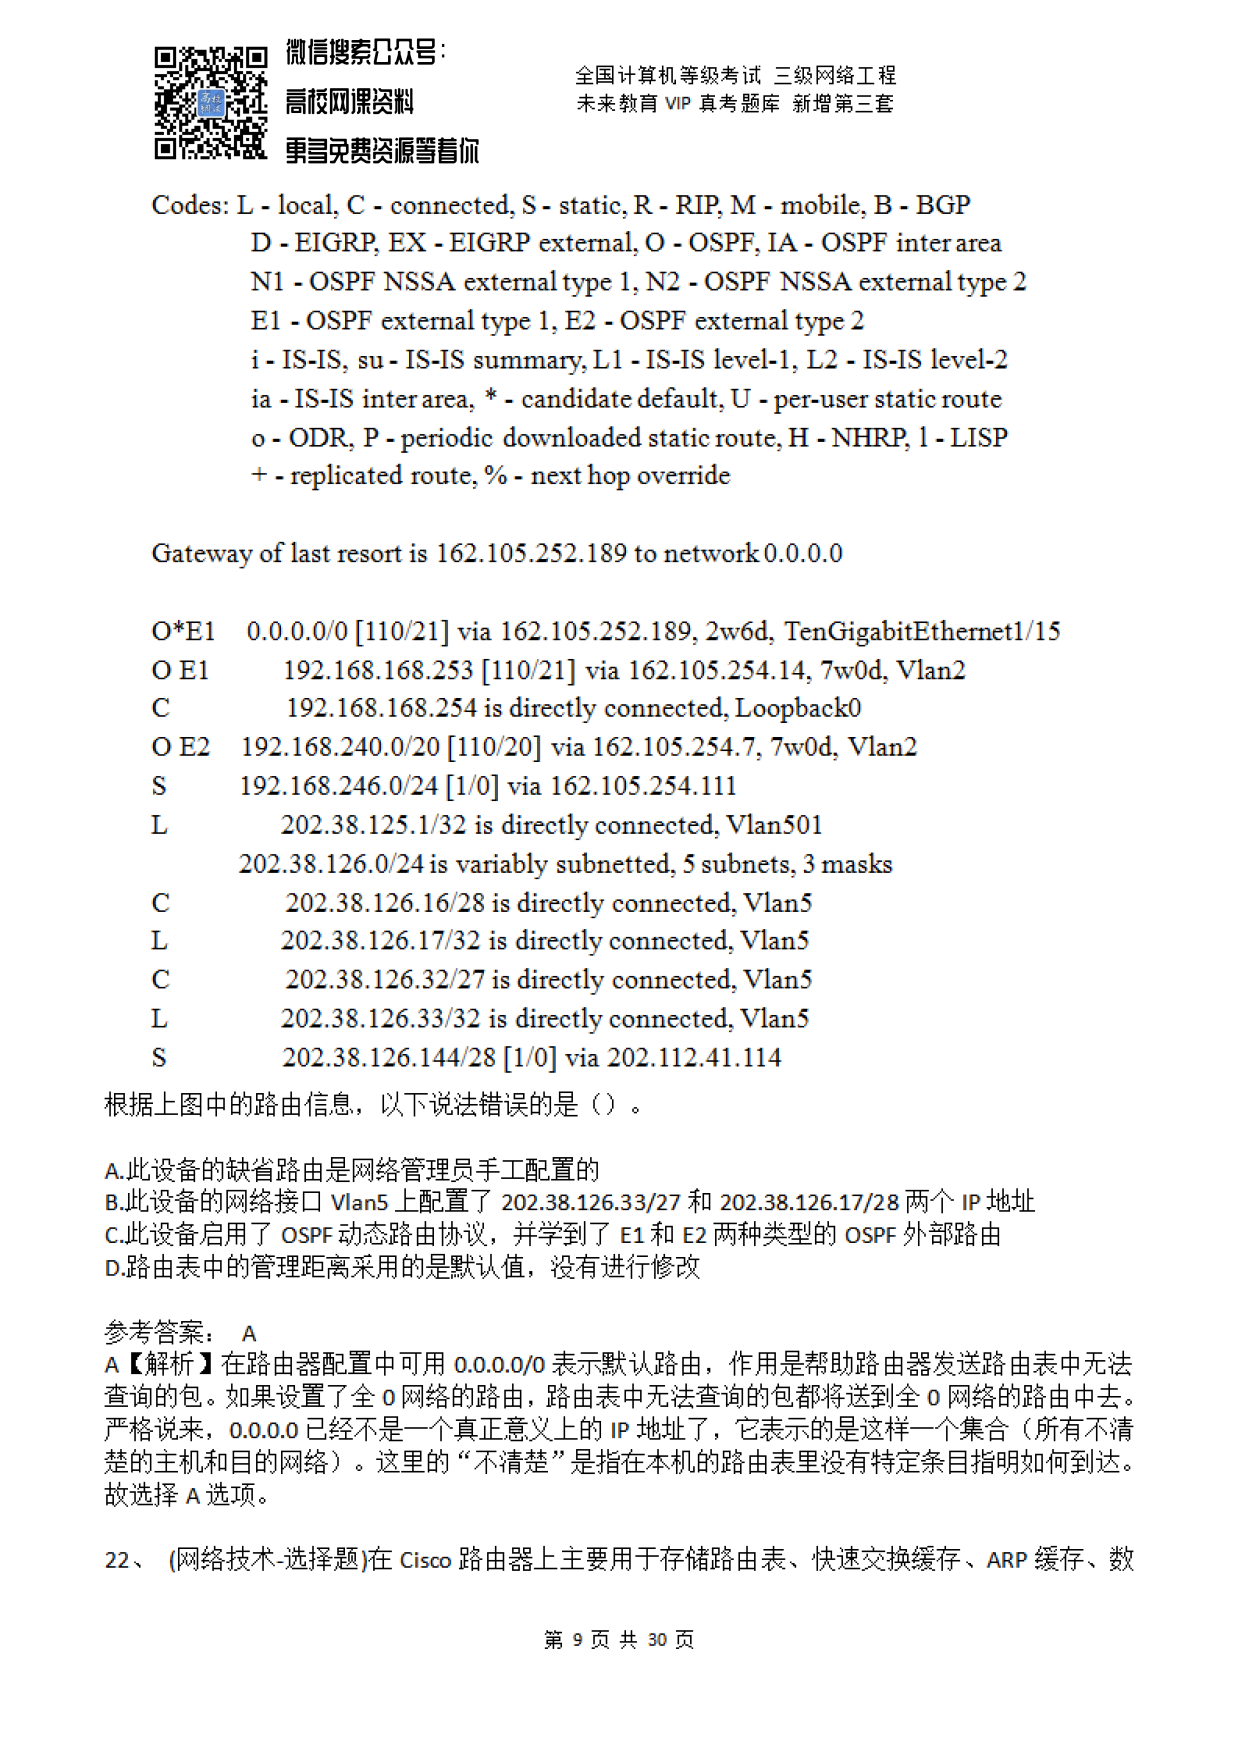 微信搜索公众号：
高校网课资料
更多免费资源等着你
全国计算机等级考试 三级网络工程
未来教育 VIP 真考题库 新增第三套
Codes: L - local, C - connected, S - static, R - RIP, M - mobile, B - BGP
D - EIGRP, EX - EIGRP external, O - OSPF, IA - OSPF inter area
N1 - OSPF NSSA external type 1, N2 - OSPF NSSA external type 2
E1 - OSPF external type 1, E2 - OSPF external type 2
i - IS-IS, su - IS-IS summary, L1 - IS-IS level-1, L2 - IS-IS level-2
ia - IS-IS inter area, * - candidate default, U - per-user static route
o - ODR, P - periodic downloaded static route, H - NHRP, l - LISP
+ - replicated route, % - next hop override
Gateway of last resort is 162.105.252.189 to network 0.0.0.0
O*E1 0.0.0.0/0 [110/21] via 162.105.252.189, 2w6d, TenGigabitEthernet1/15
O E1 192.168.168.253 [110/21] via 162.105.254.14, 7w0d, Vlan2
C 192.168.168.254 is directly connected, Loopback0
O E2 192.168.240.0/20 [110/20] via 162.105.254.7, 7w0d, Vlan2
S 192.168.246.0/24 [1/0] via 162.105.254.111
L 202.38.125.1/32 is directly connected, Vlan501
202.38.126.0/24 is variably subnetted, 5 subnets, 3 masks
C 202.38.126.16/28 is directly connected, Vlan5
L 202.38.126.17/32 is directly connected, Vlan5
C 202.38.126.32/27 is directly connected, Vlan5
L 202.38.126.33/32 is directly connected, Vlan5
S 202.38.126.144/28 [1/0] via 202.112.41.114
根据上图中的路由信息，以下说法错误的是（）。
A.此设备的缺省路由是网络管理员手工配置的
B.此设备的网络接口 Vlan5 上配置了 202.38.126.33/27 和 202.38.126.17/28 两个 IP 地址
C.此设备启用了 OSPF 动态路由协议，并学到了 E1 和 E2 两种类型的 OSPF 外部路由
D.路由表中的管理距离采用的是默认值，没有进行修改
参考答案： A
A【解析】在路由器配置中可用 0.0.0.0/0 表示默认路由，作用是帮助路由器发送路由表中无法
查询的包。如果设置了全 0 网络的路由，路由表中无法查询的包都将送到全 0 网络的路由中去。
严格说来，0.0.0.0 已经不是一个真正意义上的 IP 地址了，它表示的是这样一个集合（所有不清
楚的主机和目的网络）。这里的“不清楚”是指在本机的路由表里没有特定条目指明如何到达。
故选择 A 选项。
22、 (网络技术-选择题)在 Cisco 路由器上主要用于存储路由表、快速交换缓存、ARP 缓存、数
第 9 页 共 30 页